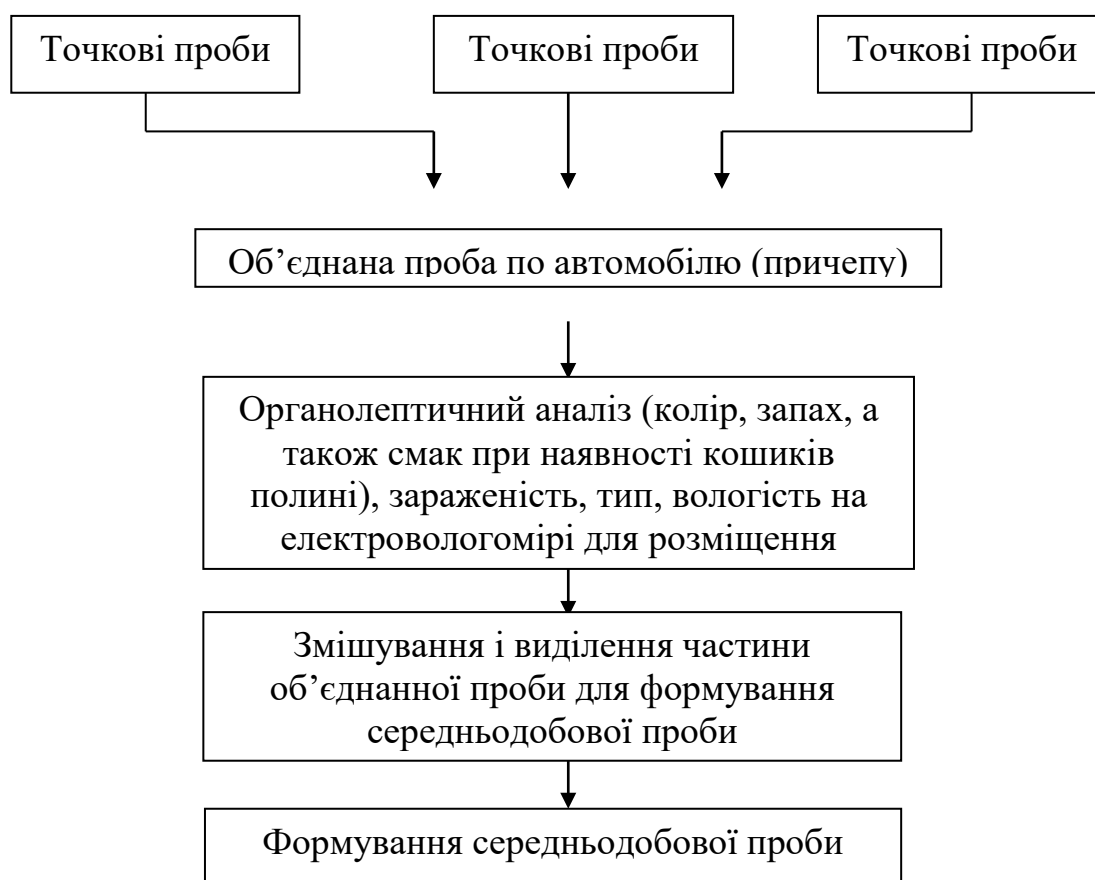 Точкові проби
Точкові проби
Точкові проби
Об’єднана проба по автомобілю (причепу)
Органолептичний аналіз (колір, запах, а
також смак при наявності кошиків
полині), зараженість, тип, вологість на
електровологомірі для розміщення
Змішування і виділення частини
об’єднанної проби для формування
середньодобової проби
Формування середньодобової проби